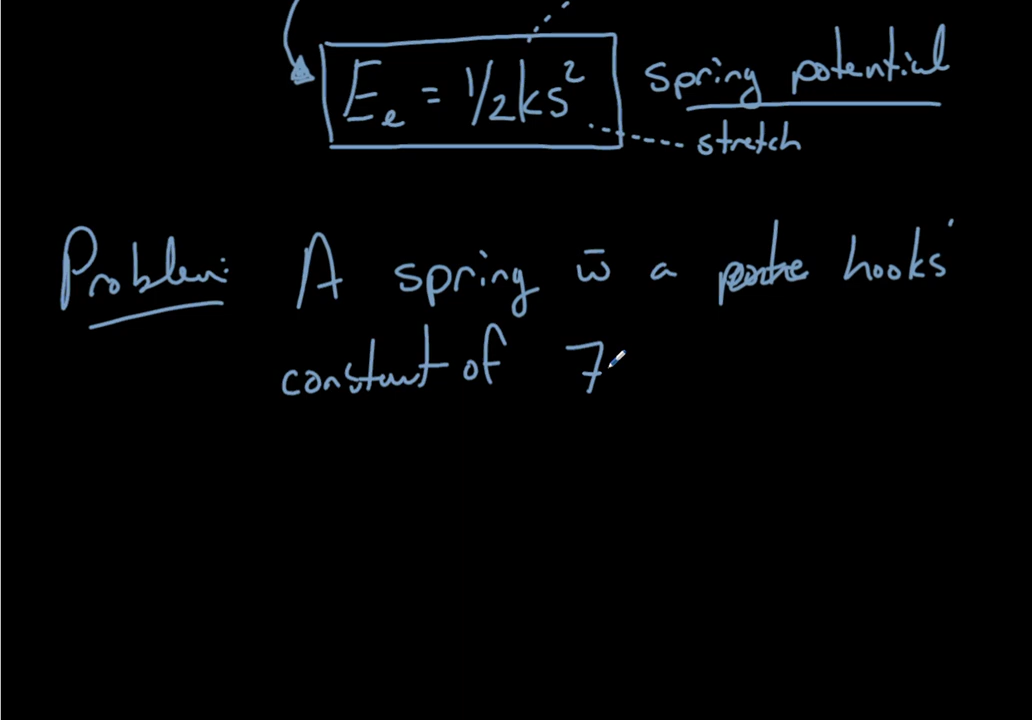 Ee = 1/2ks² spring potential
stretch
Problem: A spring w̄ a hooks'
constant of 7